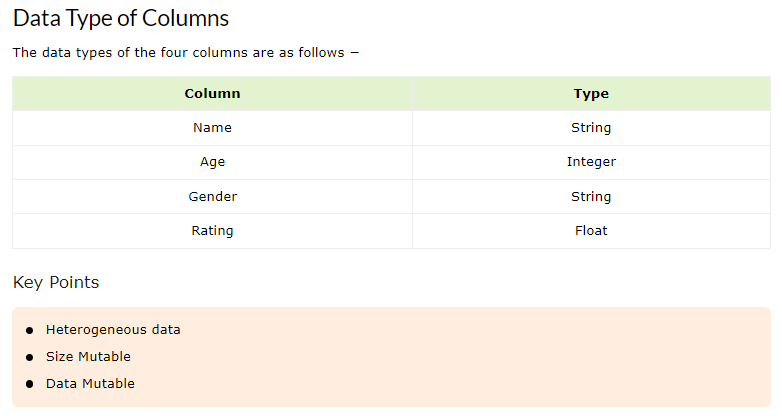 Data Type of Columns
The data types of the four columns are as follows −
Column Type
Name String
Age Integer
Gender String
Rating Float
Key Points
Heterogeneous data
Size Mutable
Data Mutable